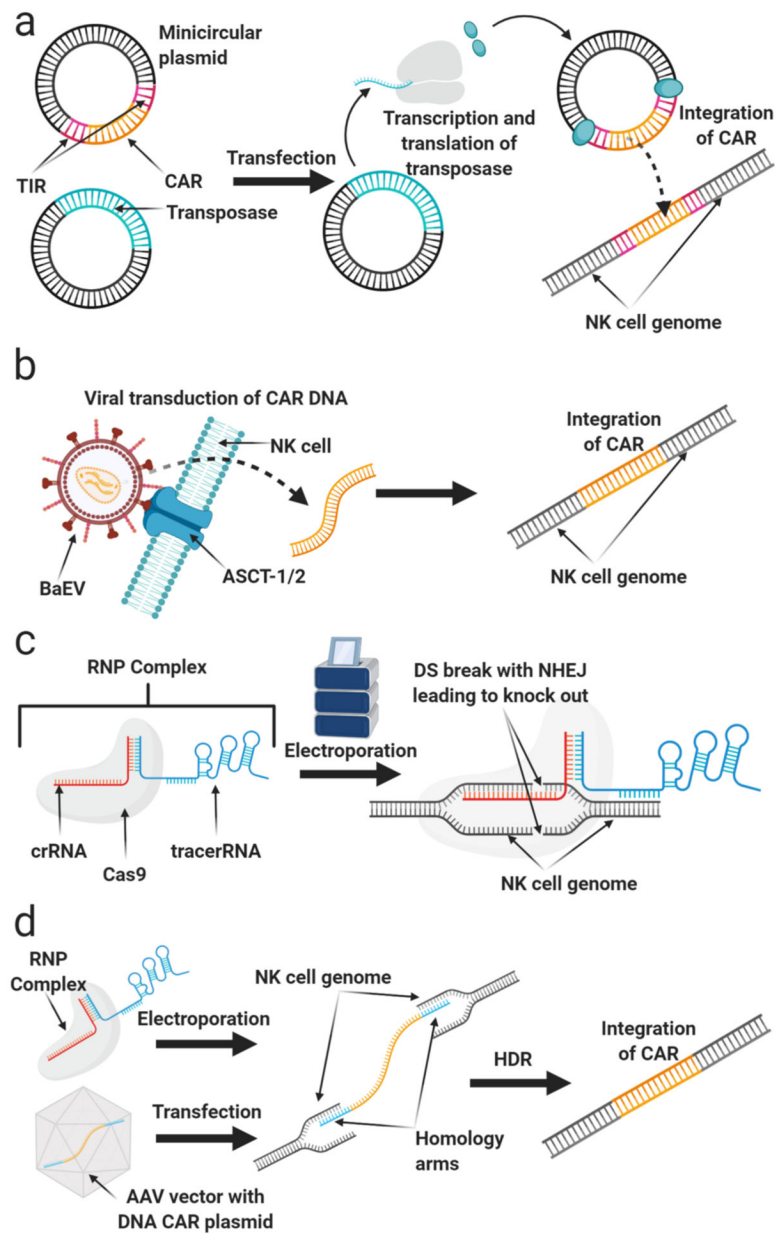 a
Minicircular
plasmid
TIR
CAR
Transposase
Transfection
Transcription and
translation of
transposase
Integration
of CAR
NK cell genome
b
Viral transduction of CAR DNA
NK cell
BaEV
ASCT-1/2
Integration
of CAR
NK cell genome
c
RNP Complex
crRNA
Cas9
tracerRNA
Electroporation
DS break with NHEJ
leading to knock out
NK cell genome
d
RNP
Complex
Electroporation
Transfection
AAV vector with
DNA CAR plasmid
NK cell genome
Homology
arms
HDR
Integration
of CAR